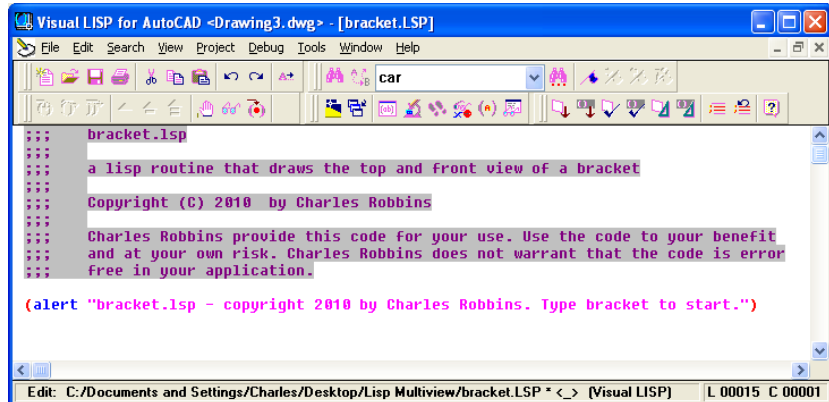 Visual LISP for AutoCAD <Drawing3.dwg> - [bracket.LSP]
File Edit Search View Project Debug Tools Window Help
car
;;; bracket.lsp
;;;
;;; a lisp routine that draws the top and front view of a bracket
;;;
;;; Copyright (C) 2010  by Charles Robbins
;;;
;;; Charles Robbins provide this code for your use. Use the code to your benefit
;;; and at your own risk. Charles Robbins does not warrant that the code is error
;;; free in your application.
(alert "bracket.lsp - copyright 2010 by Charles Robbins. Type bracket to start.")
Edit: C:/Documents and Settings/Charles/Desktop/Lisp Multiview/bracket.LSP * <_> (Visual LISP) L 00015 C 00001